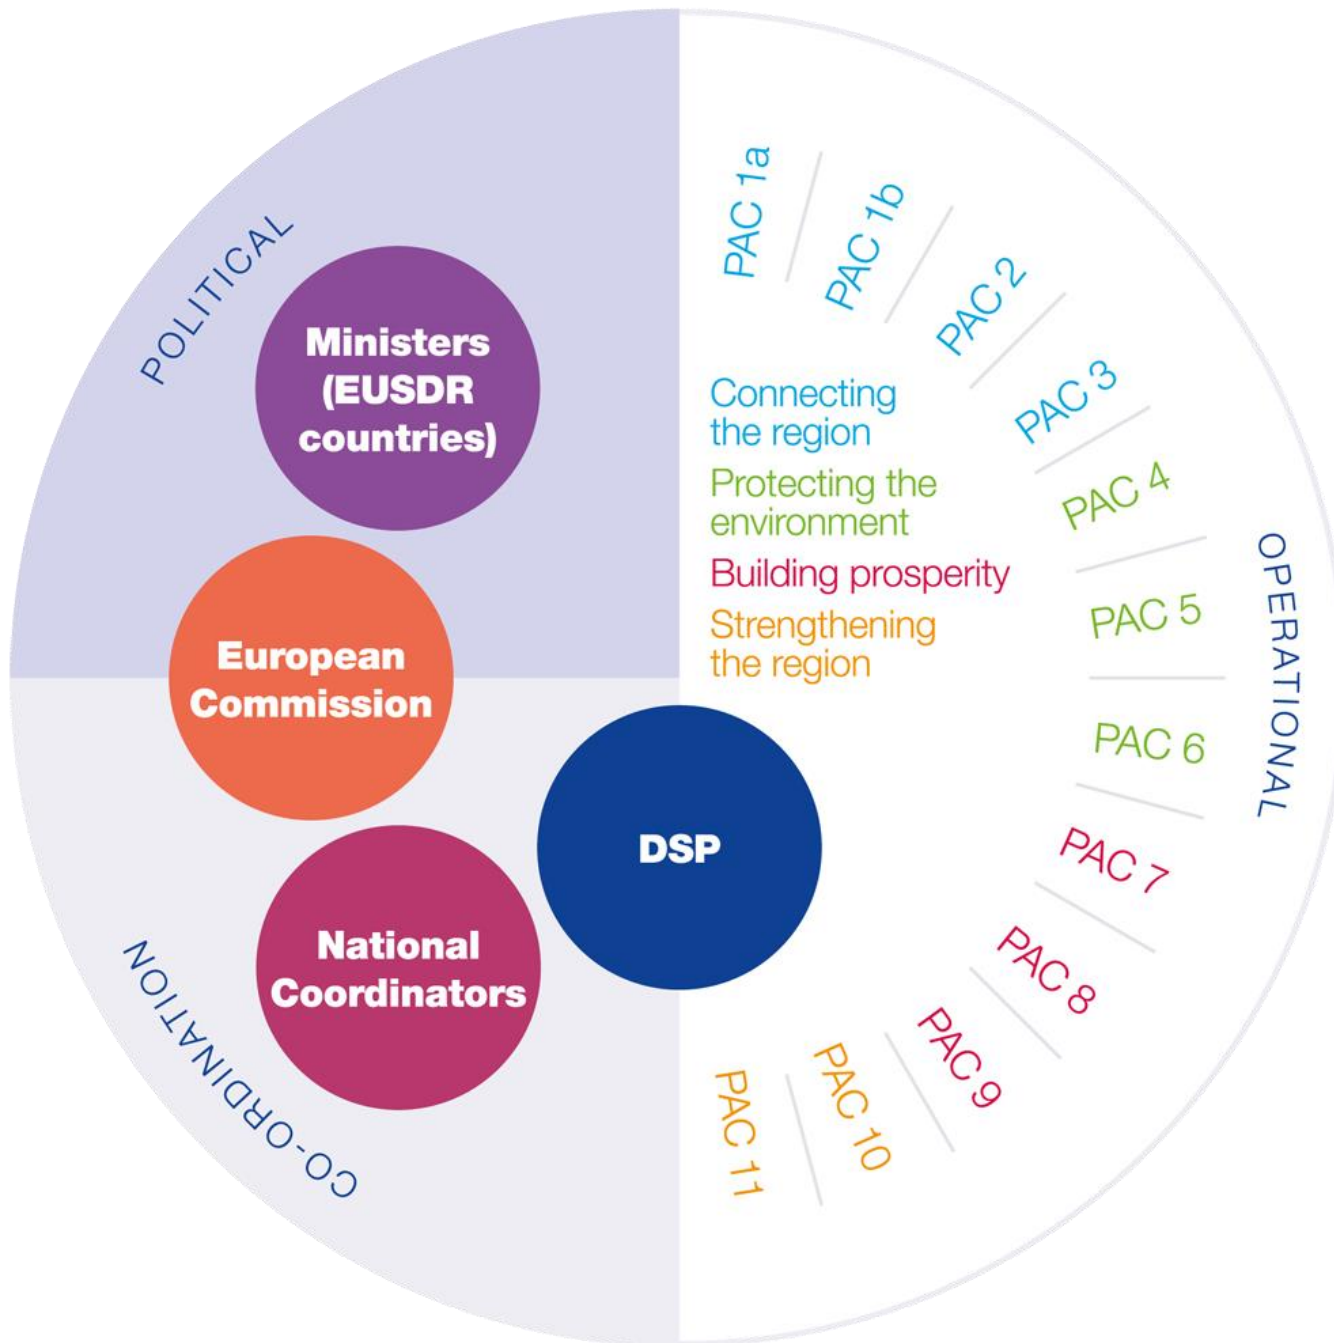 POLITICAL
Ministers
(EUSDR
countries)
European
Commission
National
Coordinators
CO-ORDINATION
DSP
Connecting
the region
Protecting the
environment
Building prosperity
Strengthening
the region
PAC 1a
PAC 1b
PAC 2
PAC 3
PAC 4
PAC 5
PAC 6
PAC 7
PAC 8
PAC 9
PAC 10
PAC 11
OPERATIONAL